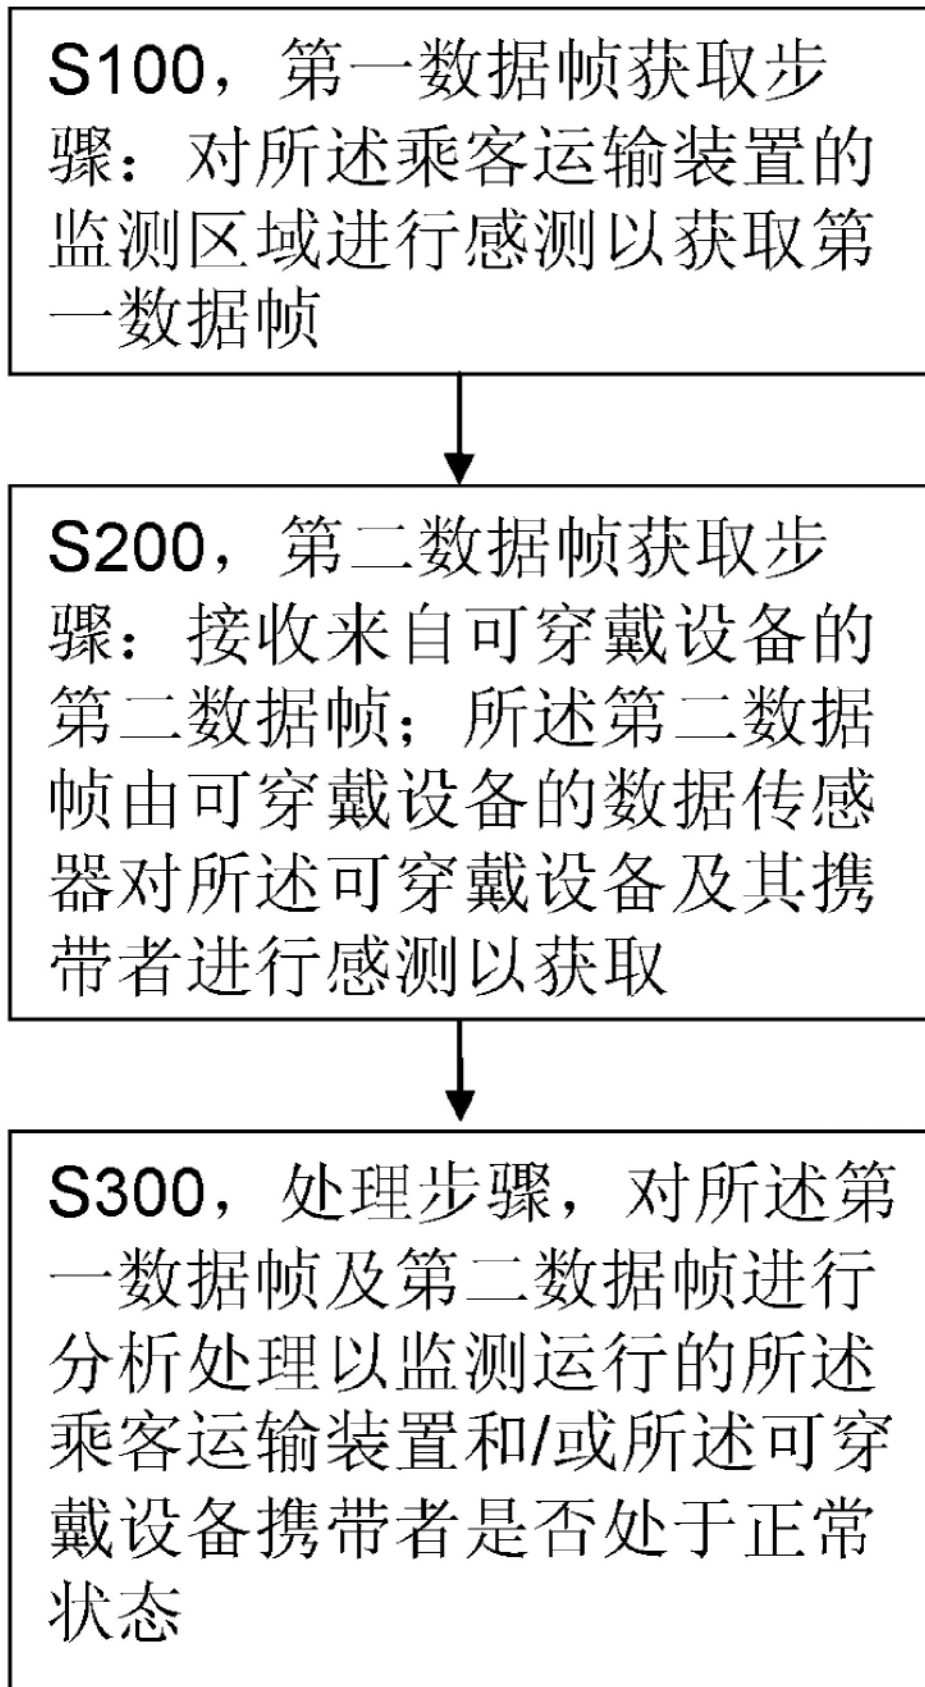 S100，第一数据帧获取步
骤：对所述乘客运输装置的
监测区域进行感测以获取第
一数据帧
S200，第二数据帧获取步
骤：接收来自可穿戴设备的
第二数据帧；所述第二数据
帧由可穿戴设备的数据传感
器对所述可穿戴设备及其携
带者进行感测以获取
S300，处理步骤，对所述第
一数据帧及第二数据帧进行
分析处理以监测运行的所述
乘客运输装置和/或所述可穿
戴设备携带者是否处于正常
状态